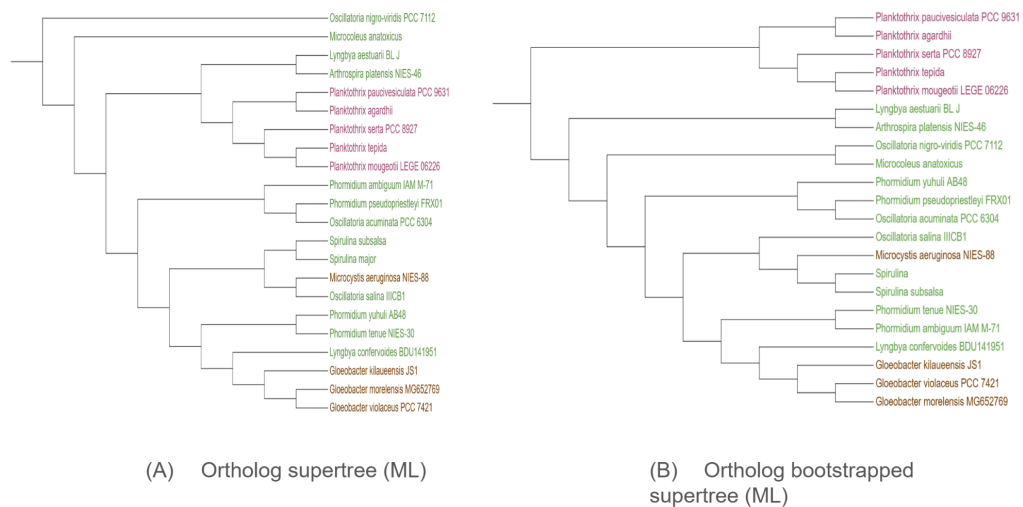 Oscillatoria nigro-viridis PCC 7112
Microcoleus anatoxicus
Lyngbya aestuarii BL J
Arthrospira platensis NIES-46
Planktothrix paucivesiculata PCC 9631
Planktothrix agardhii
Planktothrix serta PCC 8927
Planktothrix tepida
Planktothrix mougeotii LEGE 06226
Phormidium ambiguum IAM M-71
Phormidium pseudopriestleyi FRX01
Oscillatoria acuminata PCC 6304
Spirulina subsalsa
Spirulina major
Microcystis aeruginosa NIES-88
Oscillatoria salina IIICB1
Phormidium yuhuli AB48
Phormidium tenue NIES-30
Lyngbya confervoides BDU141951
Gloeobacter kilaueensis JS1
Gloeobacter morelensis MG652769
Gloeobacter violaceus PCC 7421
(A) Ortholog supertree (ML)
Planktothrix paucivesiculata PCC 9631
Planktothrix agardhii
Planktothrix serta PCC 8927
Planktothrix tepida
Planktothrix mougeotii LEGE 06226
Lyngbya aestuarii BL J
Arthrospira platensis NIES-46
Oscillatoria nigro-viridis PCC 7112
Microcoleus anatoxicus
Phormidium yuhuli AB48
Phormidium pseudopriestleyi FRX01
Oscillatoria acuminata PCC 6304
Oscillatoria salina IIICB1
Microcystis aeruginosa NIES-88
Spirulina
Spirulina subsalsa
Phormidium tenue NIES-30
Phormidium ambiguum IAM M-71
Lyngbya confervoides BDU141951
Gloeobacter kilaueensis JS1
Gloeobacter violaceus PCC 7421
Gloeobacter morelensis MG652769
(B) Ortholog bootstrapped
supertree (ML)